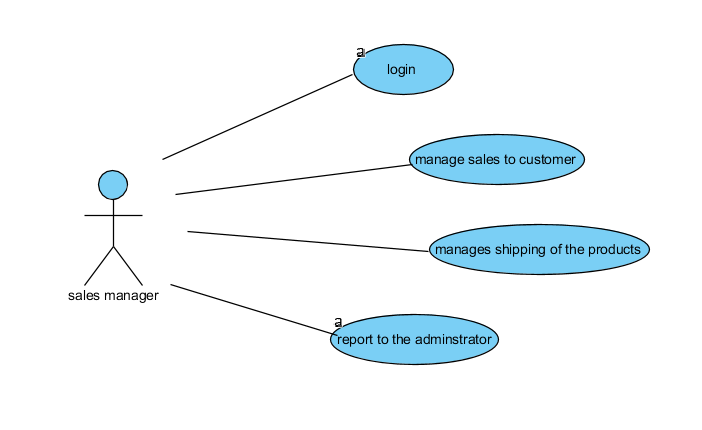 a
login
manage sales to customer
manages shipping of the products
sales manager
a
report to the adminstrator